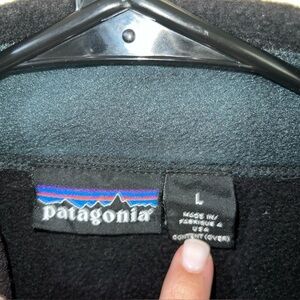 patagonia
L
MADE IN/
FABRIQUE A
USA
CONTENT (OVER)